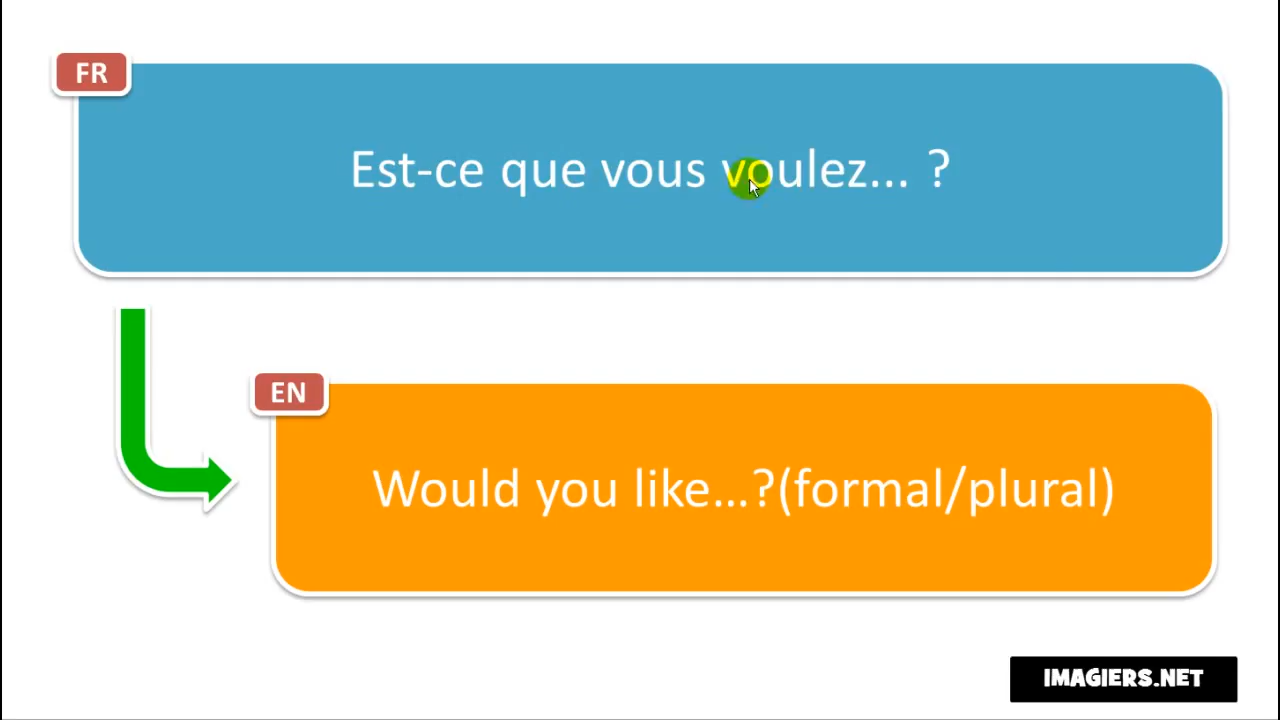 FR
Est-ce que vous voulez... ?
EN
Would you like...?(formal/plural)
IMAGIERS.NET